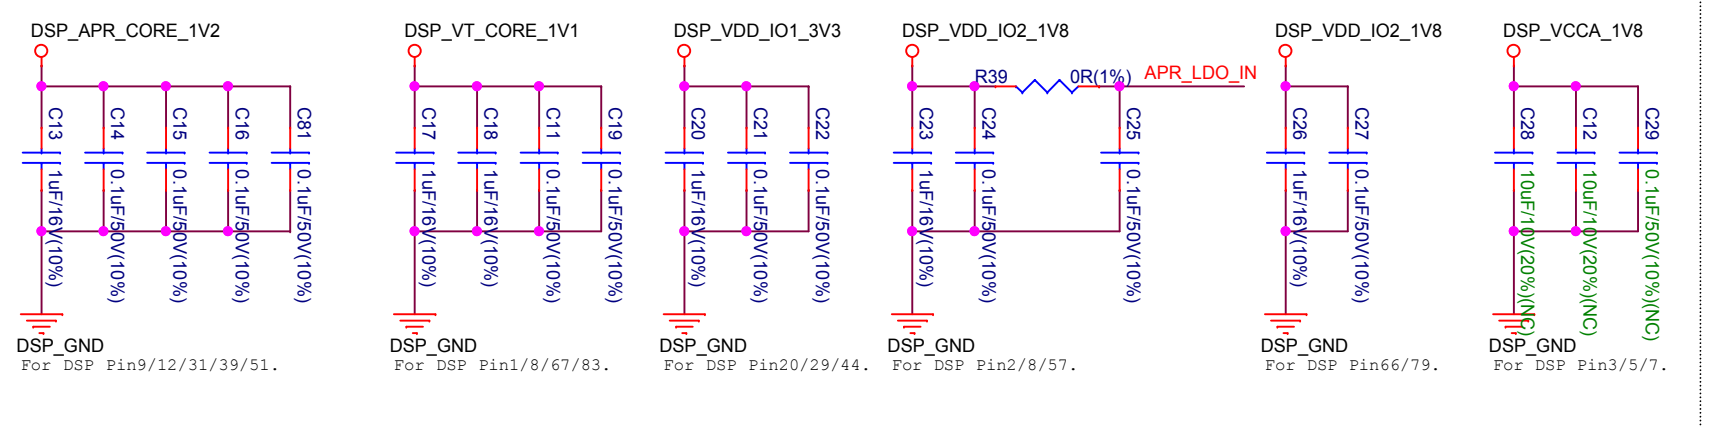 DSP_APR_CORE_1V2
C13
1uF/16V(10%)
C14
0.1uF/50V(10%)
C15
0.1uF/50V(10%)
C16
0.1uF/50V(10%)
C81
0.1uF/50V(10%)
DSP_GND
For DSP Pin9/12/31/39/51.
DSP_VT_CORE_1V1
C17
1uF/16V(10%)
C18
1uF/16V(10%)
C11
0.1uF/50V(10%)
C19
0.1uF/50V(10%)
DSP_GND
For DSP Pin1/8/67/83.
DSP_VDD_IO1_3V3
C20
1uF/16V(10%)
C21
0.1uF/50V(10%)
C22
0.1uF/50V(10%)
DSP_GND
For DSP Pin20/29/44.
DSP_VDD_IO2_1V8
R39
0R(1%)
APR_LDO_IN
C23
1uF/16V(10%)
C24
0.1uF/50V(10%)
C25
0.1uF/50V(10%)
DSP_GND
For DSP Pin2/8/57.
DSP_VDD_IO2_1V8
C26
1uF/16V(10%)
C27
0.1uF/50V(10%)
DSP_GND
For DSP Pin66/79.
DSP_VCCA_1V8
C28
10uF/10V(20%)(NC)
C12
10uF/10V(20%)(NC)
C29
0.1uF/50V(10%)(NC)
DSP_GND
For DSP Pin3/5/7.